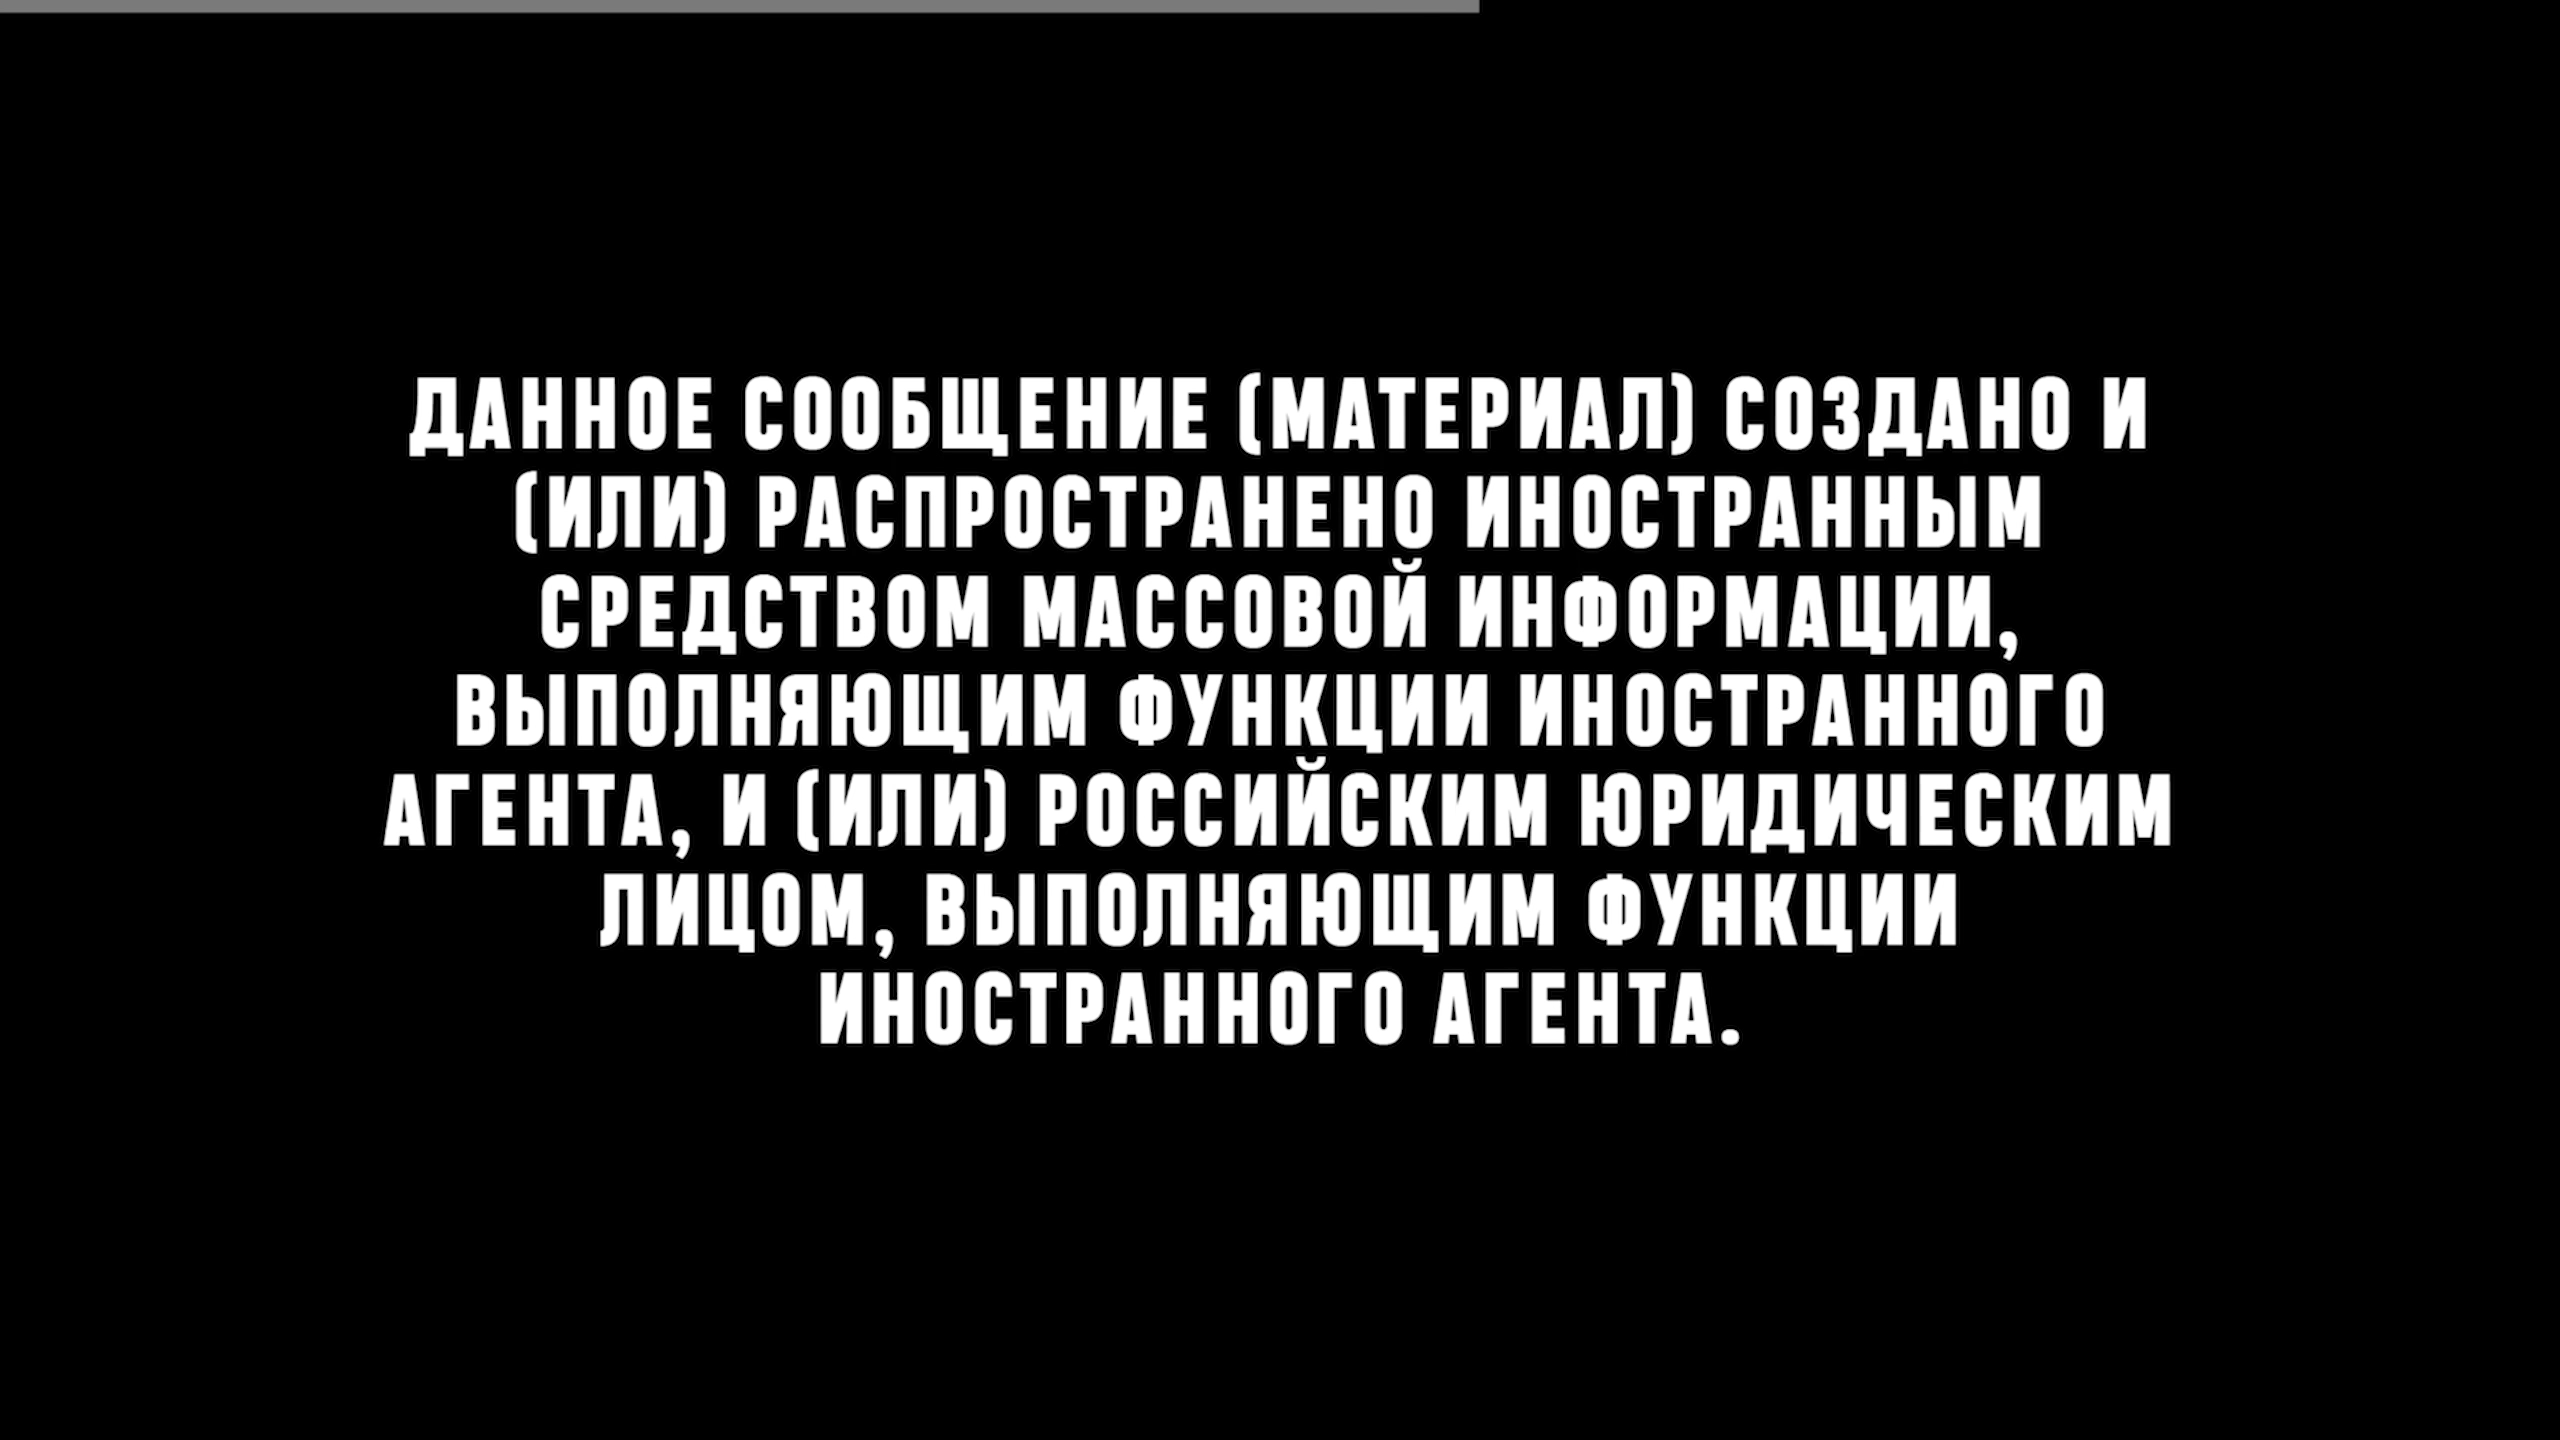 ДАННОЕ СООБЩЕНИЕ (МАТЕРИАЛ) СОЗДАНО И
(ИЛИ) РАСПРОСТРАНЕНО ИНОСТРАННЫМ
СРЕДСТВОМ МАССОВОЙ ИНФОРМАЦИИ,
ВЫПОЛНЯЮЩИМ ФУНКЦИИ ИНОСТРАННОГО
АГЕНТА, И (ИЛИ) РОССИЙСКИМ ЮРИДИЧЕСКИМ
ЛИЦОМ, ВЫПОЛНЯЮЩИМ ФУНКЦИИ
ИНОСТРАННОГО АГЕНТА.